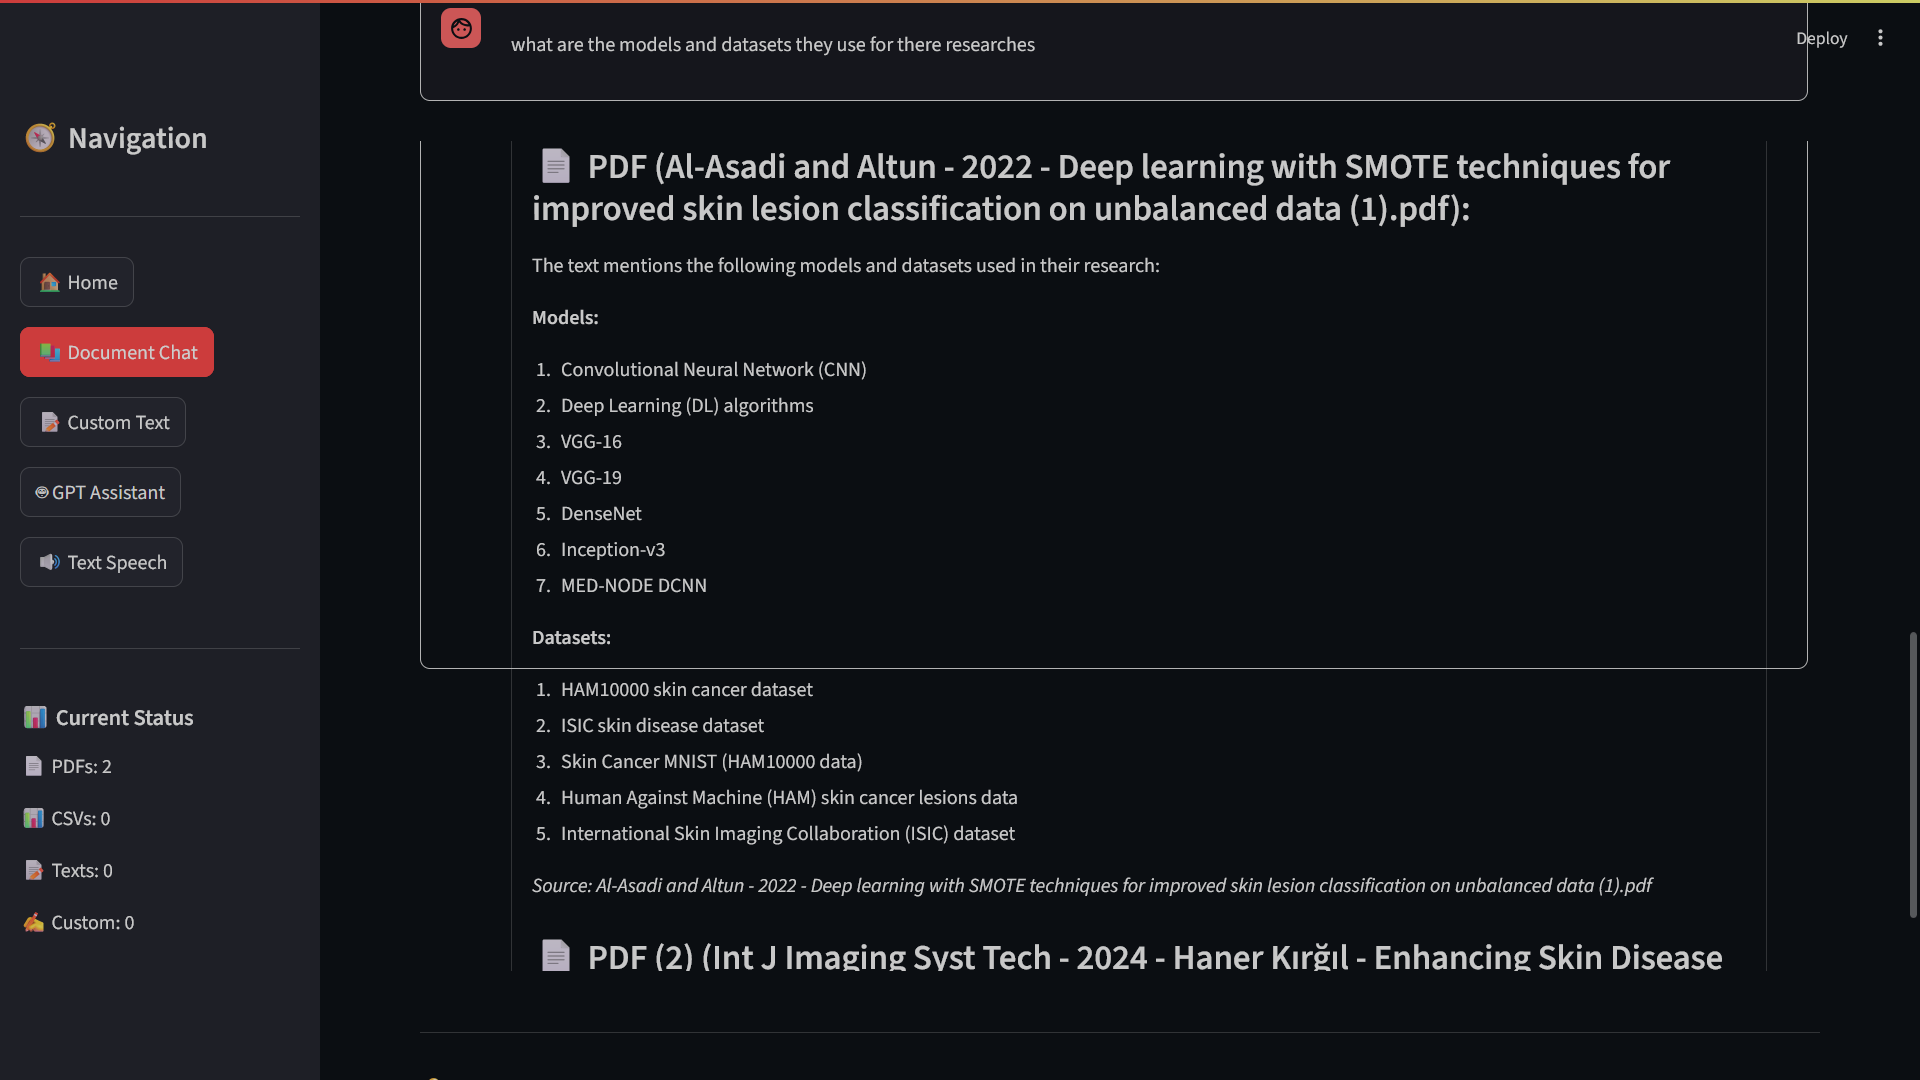 Navigation
Home
Document Chat
Custom Text
GPT Assistant
Text Speech
Current Status
PDFs: 2
CSVs: 0
Texts: 0
Custom: 0
Deploy
what are the models and datasets they use for there researches
PDF (Al-Asadi and Altun - 2022 - Deep learning with SMOTE techniques for
improved skin lesion classification on unbalanced data (1).pdf):
The text mentions the following models and datasets used in their research:
Models:
1. Convolutional Neural Network (CNN)
2. Deep Learning (DL) algorithms
3. VGG-16
4. VGG-19
5. DenseNet
6. Inception-v3
7. MED-NODE DCNN
Datasets:
1. HAM10000 skin cancer dataset
2. ISIC skin disease dataset
3. Skin Cancer MNIST (HAM10000 data)
4. Human Against Machine (HAM) skin cancer lesions data
5. International Skin Imaging Collaboration (ISIC) dataset
Source: Al-Asadi and Altun - 2022 - Deep learning with SMOTE techniques for improved skin lesion classification on unbalanced data (1).pdf
PDF (2) (Int J Imaging Syst Tech - 2024 - Haner Kırğıl - Enhancing Skin Disease